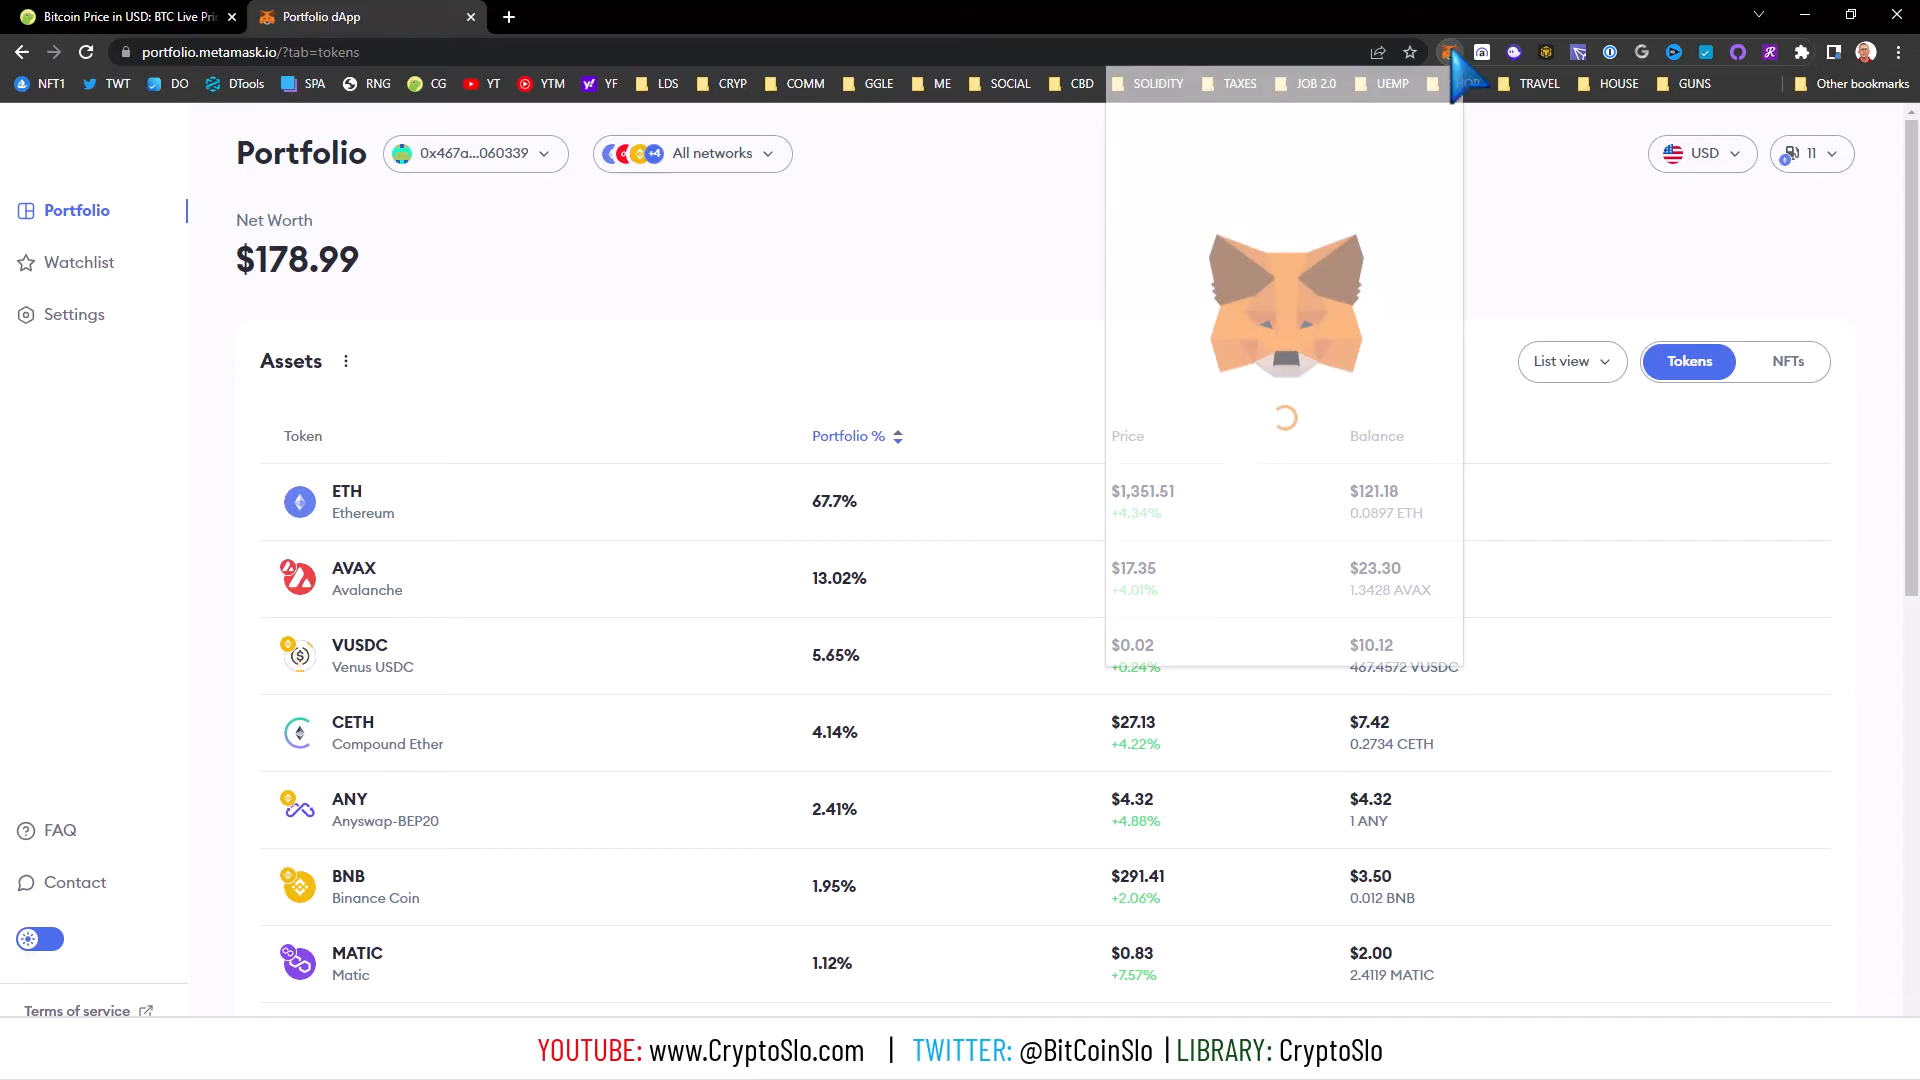 Bitcoin Price in USD: BTC Live Pri
Portfolio dApp
portfolio.metamask.io/?tab=tokens
NFT1
TWT
DO
DTools
SPA
RNG
CG
YT
YTM
YF
LDS
CRYP
COMM
GGLE
ME
SOCIAL
CBD
SOLIDITY
TAXES
JOB 2.0
UEMP
TRAVEL
HOUSE
GUNS
Other bookmarks
Portfolio
0x467a...060339
+4
All networks
USD
11
Portfolio
Watchlist
Settings
Net Worth
$178.99
Assets
List view
Tokens
NFTs
Token
Portfolio %
Price
Balance
ETH
67.7%
$1,351.51
$121.18
Ethereum
+4.34%
0.0897 ETH
AVAX
13.02%
$17.35
$23.30
Avalanche
+4.01%
1.3428 AVAX
VUSDC
5.65%
$0.02
$10.12
Venus USDC
+0.24%
467.4572 VUSDC
CETH
4.14%
$27.13
$7.42
Compound Ether
+4.22%
0.2734 CETH
ANY
2.41%
$4.32
$4.32
Anyswap-BEP20
+4.88%
1 ANY
BNB
1.95%
$291.41
$3.50
Binance Coin
+2.06%
0.012 BNB
MATIC
1.12%
$0.83
$2.00
Matic
+7.57%
2.4119 MATIC
FAQ
Contact
Terms of service
YOUTUBE: www.CryptoSlo.com | TWITTER: @BitCoinSlo | LIBRARY: CryptoSlo